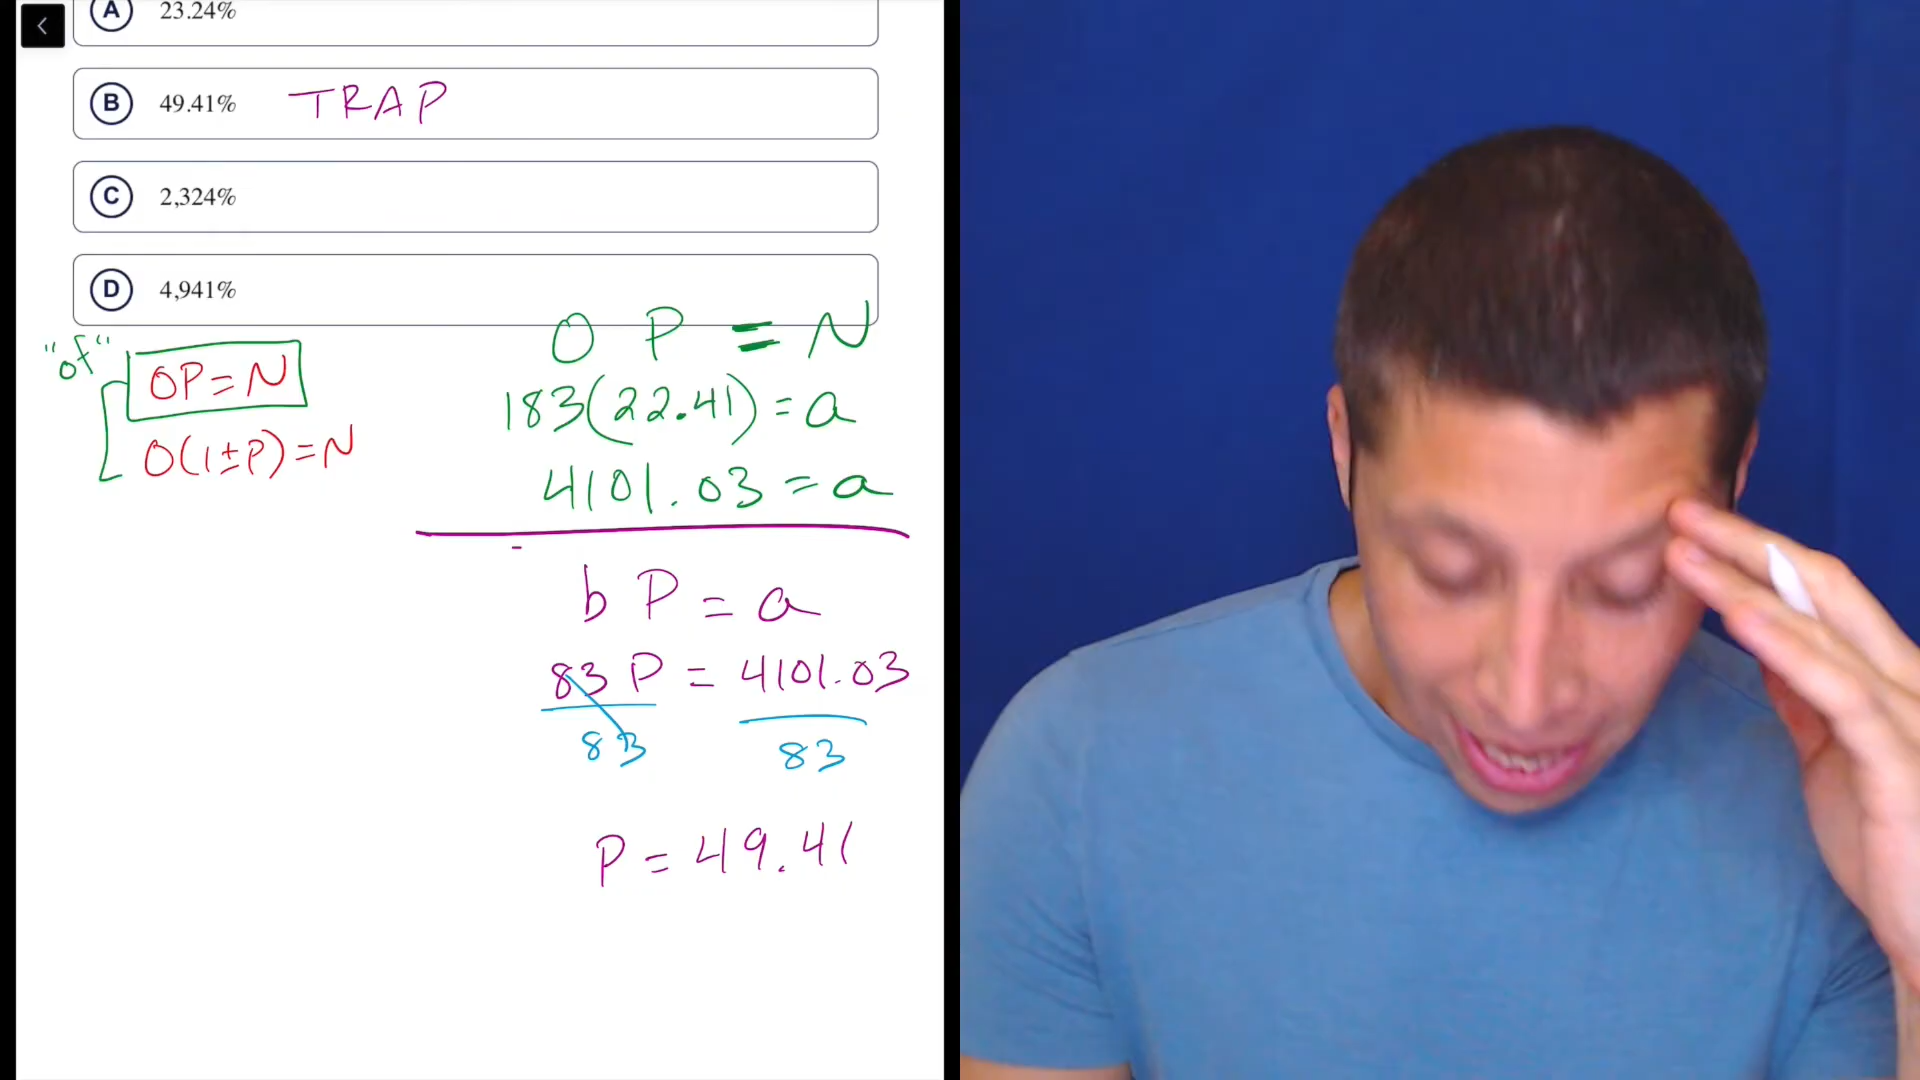 A 23.24%
B 49.41% TRAP
C 2,324%
D 4,941%
"of"
OP=N
O(1±P)=N
O P = N
183(22.41)=a
4101.03=a
b P = a
83 P = 4101.03
83 83
P = 49.41